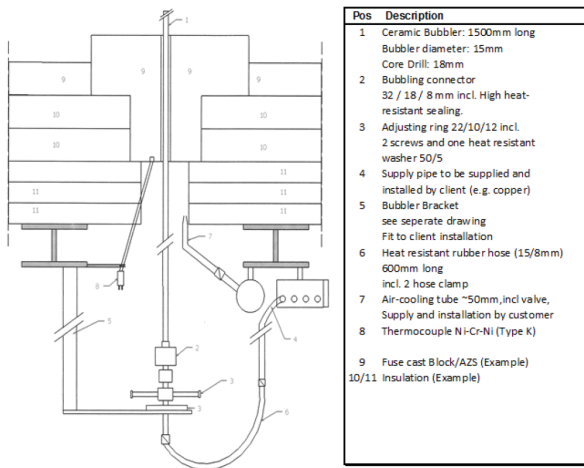 1
9
9
9
9
10
10
10
10
11
11
11
11
11
11
7
8
4
5
2
3
3
6
Pos Description
1 Ceramic Bubbler: 1500mm long
Bubbler diameter: 15mm
Core Drill: 18mm
2 Bubbling connector
32 / 18 / 8 mm incl. High heat-
resistant sealing.
3 Adjusting ring 22/10/12 incl.
2 screws and one heat resistant
washer 50/5
4 Supply pipe to be supplied and
installed by client (e.g. copper)
5 Bubbler Bracket
see seperate drawing
Fit to client installation
6 Heat resistant rubber hose (15/8mm)
600mm long
incl. 2 hose clamp
7 Air-cooling tube ~50mm,incl valve,
Supply and installation by customer
8 Thermocouple Ni-Cr-Ni (Type K)
9 Fuse cast Block/AZS (Example)
10/11 Insulation (Example)